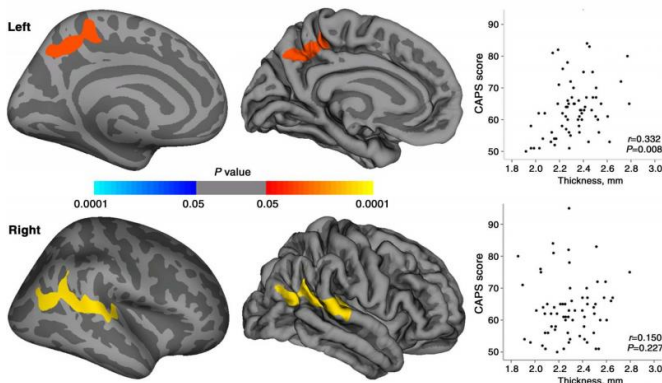 Left
CAPS score
90
80
70
60
50
r=0.332
P=0.008
1.8 2.0 2.2 2.4 2.6 2.8 3.0
Thickness, mm
P value
0.0001 0.05 0.05 0.0001
Right
CAPS score
90
80
70
60
50
r=0.150
P=0.227
1.8 2.0 2.2 2.4 2.6 2.8 3.0
Thickness, mm